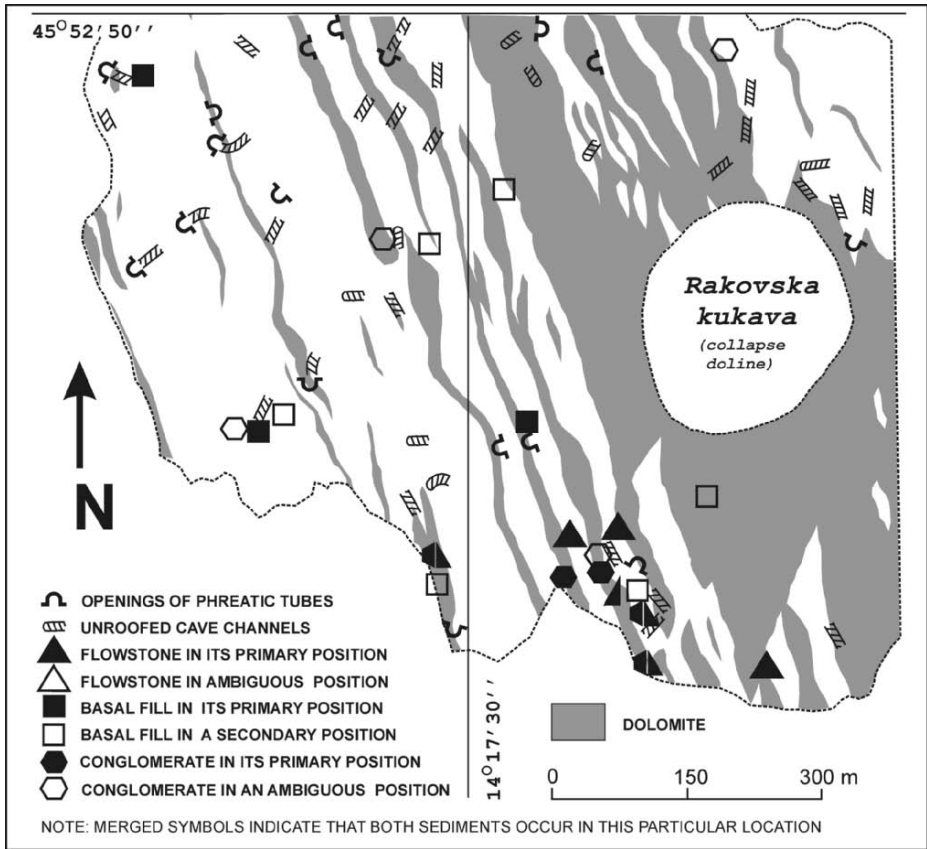 45° 52' 50''
Rakovska
kukava
(collapse
doline)
N
OPENINGS OF PHREATIC TUBES
UNROOFED CAVE CHANNELS
FLOWSTONE IN ITS PRIMARY POSITION
FLOWSTONE IN AMBIGUOUS POSITION
BASAL FILL IN ITS PRIMARY POSITION
BASAL FILL IN A SECONDARY POSITION
CONGLOMERATE IN ITS PRIMARY POSITION
CONGLOMERATE IN AN AMBIGUOUS POSITION
14° 17' 30''
DOLOMITE
0 150 300 m
NOTE: MERGED SYMBOLS INDICATE THAT BOTH SEDIMENTS OCCUR IN THIS PARTICULAR LOCATION